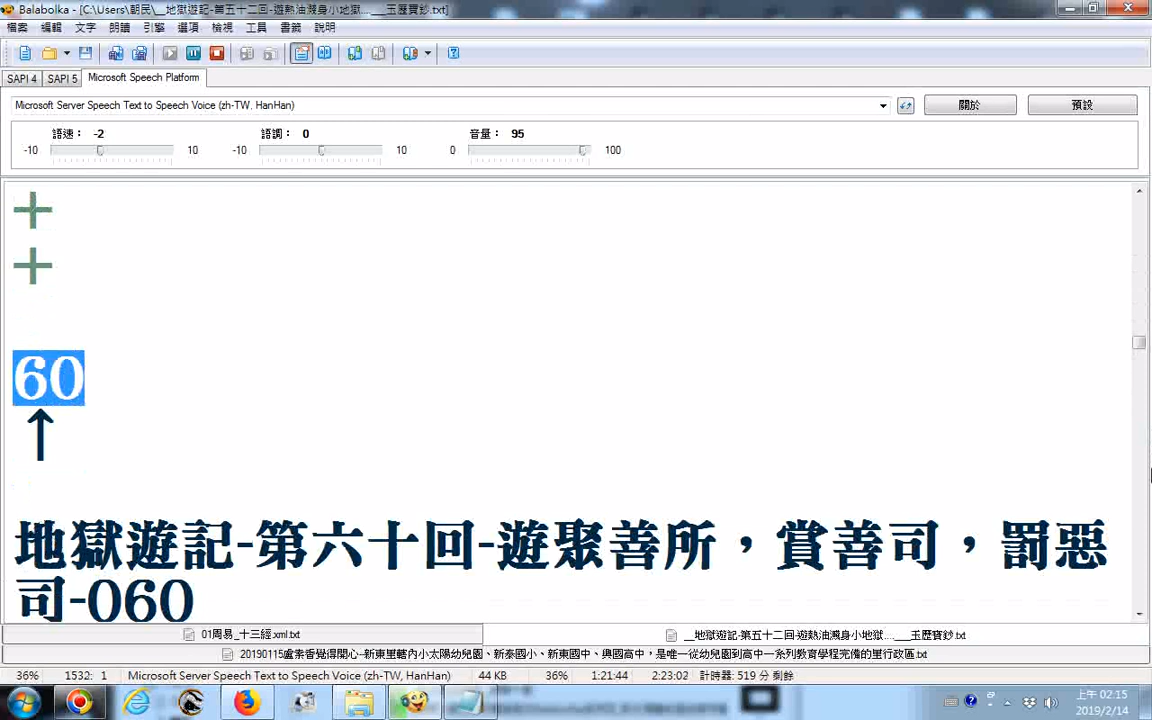 Balabolka - [C:\Users\朝民\__地獄遊記-第五十二回-遊熱油濺身小地獄...___玉歷寶鈔.txt]
檔案 編輯 文字 朗讀 引擎 選項 檢視 工具 書籤 說明
SAPI 4 SAPI 5 Microsoft Speech Platform
Microsoft Server Speech Text to Speech Voice (zh-TW, HanHan) 關於 預設
語速： -2 語調： 0 音量： 95
-10 10 -10 10 0 100
十
十
60
↑
地獄遊記-第六十回-遊聚善所，賞善司，罰惡
司-060
01周易_十三經.xml.txt __地獄遊記-第五十二回-遊熱油濺身小地獄....___玉歷寶鈔.txt
20190115盧素香覺得開心-新東里轄內小太陽幼兒園、新泰國小、新東國中、興國高中，是唯一從幼兒園到高中一系列教育學程完備的里行政區.txt
36% 1532: 1 Microsoft Server Speech Text to Speech Voice (zh-TW, HanHan) 44 KB 36% 1:21:44 2:23:02 計時器: 519 分 剩餘
上午 02:15
2019/2/14